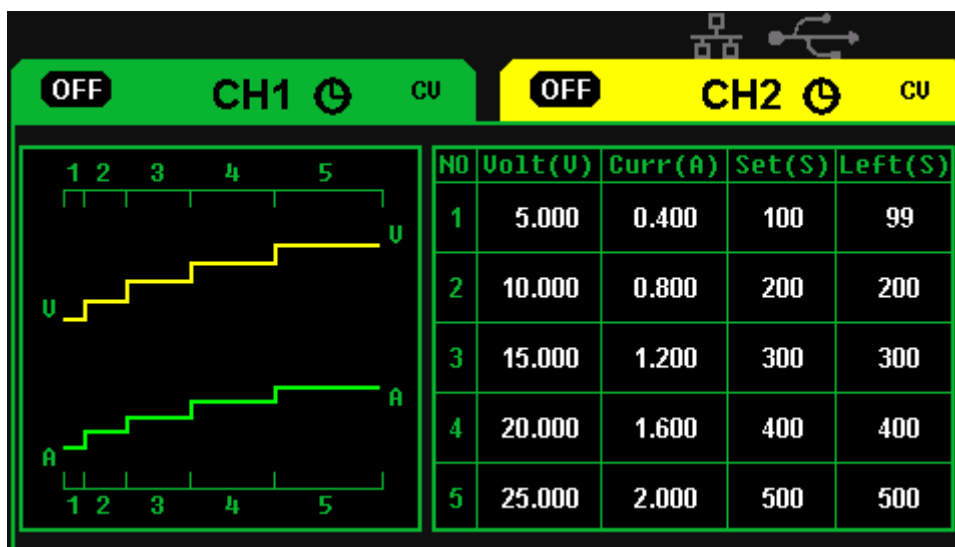 OFF CH1 CV OFF CH2 CV
1 2 3 4 5
V
V
A
A
1 2 3 4 5
NO Volt(V) Curr(A) Set(S) Left(S)
1 5.000 0.400 100 99
2 10.000 0.800 200 200
3 15.000 1.200 300 300
4 20.000 1.600 400 400
5 25.000 2.000 500 500